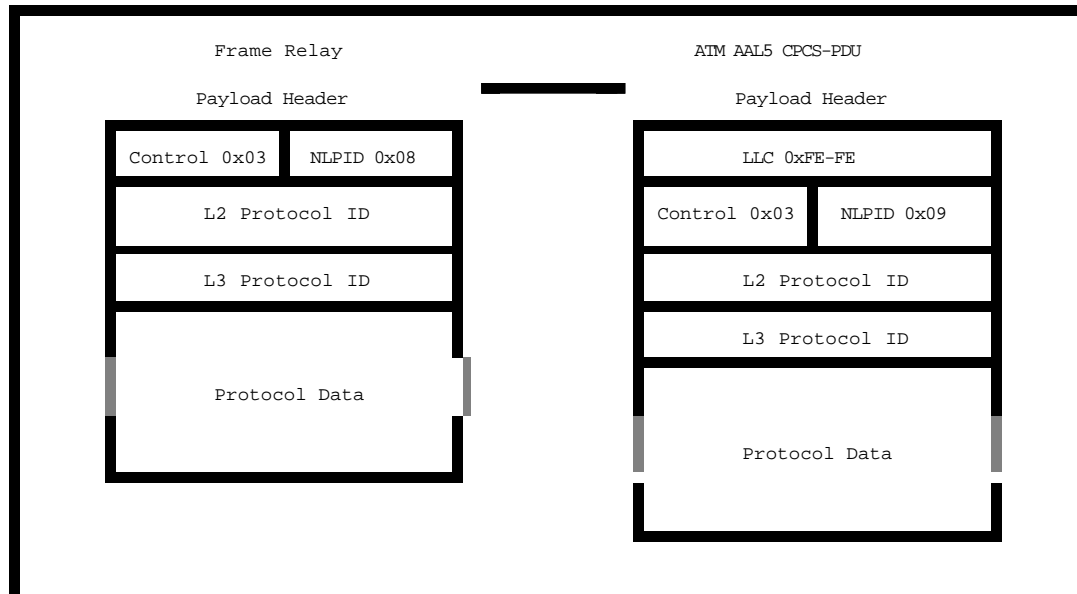 Frame Relay
Payload Header
Control 0x03 NLPID 0x08
L2 Protocol ID
L3 Protocol ID
Protocol Data
ATM AAL5 CPCS-PDU
Payload Header
LLC 0xFE-FE
Control 0x03 NLPID 0x09
L2 Protocol ID
L3 Protocol ID
Protocol Data